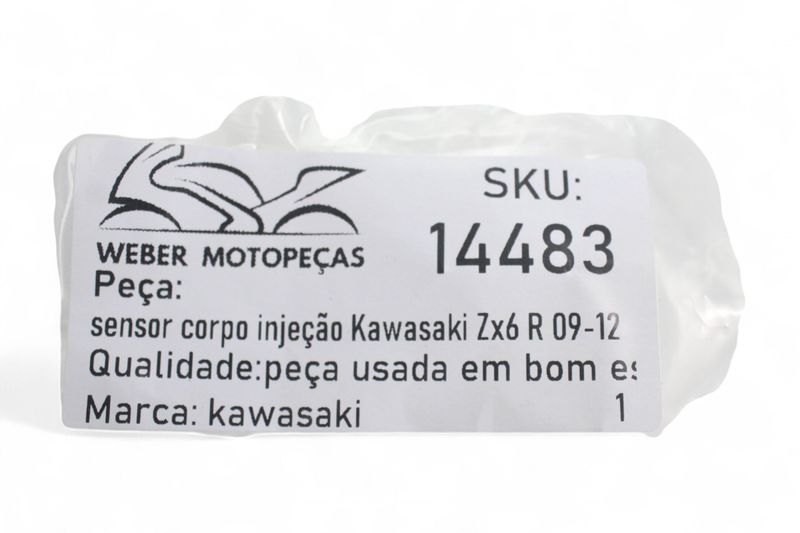 WEBER MOTOPEÇAS
SKU:
14483
Peça:
sensor corpo injeção Kawasaki Zx6 R 09-12
Qualidade:peça usada em bom es
Marca: kawasaki
1